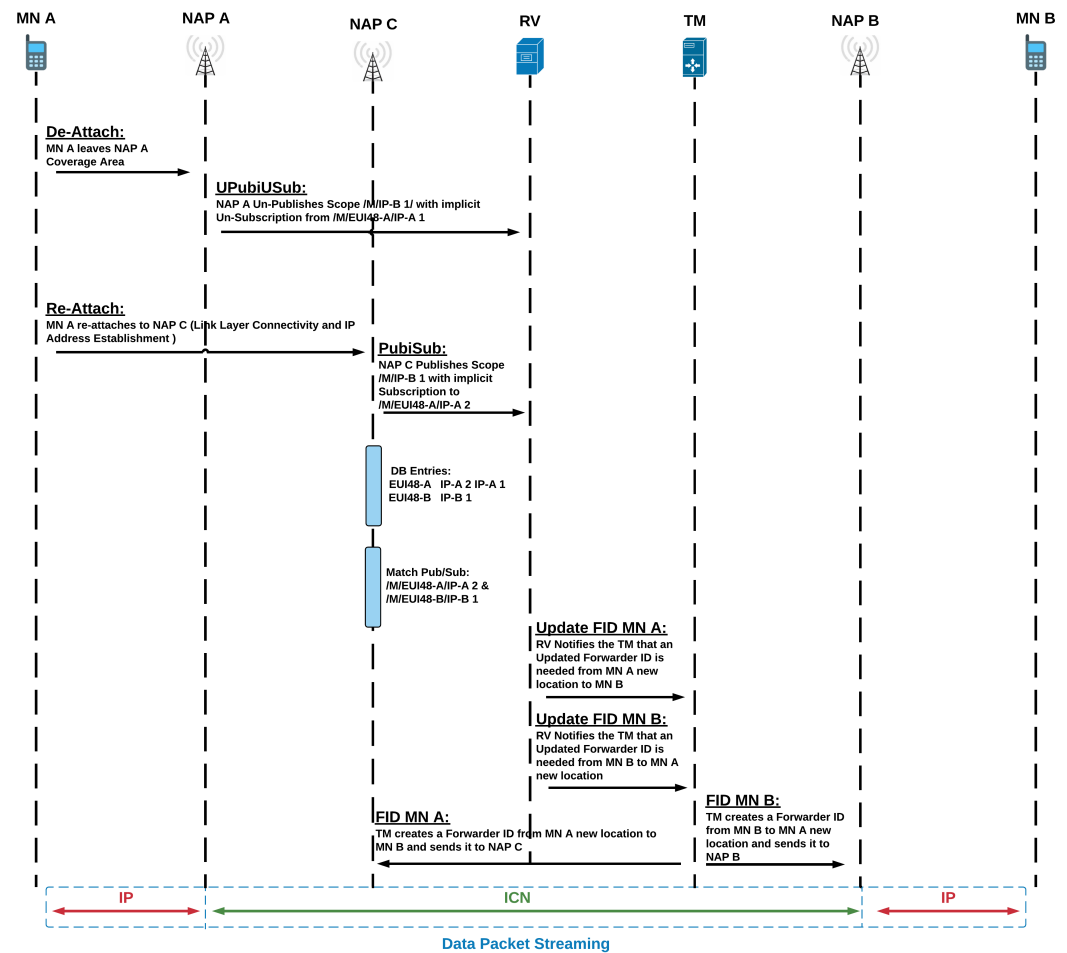 MN A
NAP A
NAP C
RV
TM
NAP B
MN B
De-Attach:
MN A leaves NAP A
Coverage Area
UPubiUSub:
NAP A Un-Publishes Scope /M/IP-B 1/ with implicit
Un-Subscription from /M/EUI48-A/IP-A 1
Re-Attach:
MN A re-attaches to NAP C (Link Layer Connectivity and IP
Address Establishment )
PubiSub:
NAP C Publishes Scope
/M/IP-B 1 with implicit
Subscription to
/M/EUI48-A/IP-A 2
DB Entries:
EUI48-A IP-A 2 IP-A 1
EUI48-B IP-B 1
Match Pub/Sub:
/M/EUI48-A/IP-A 2 &
/M/EUI48-B/IP-B 1
Update FID MN A:
RV Notifies the TM that an
Updated Forwarder ID is
needed from MN A new
location to MN B
Update FID MN B:
RV Notifies the TM that an
Updated Forwarder ID is
needed from MN B to MN A
new location
FID MN A:
TM creates a Forwarder ID from MN A new location to
MN B and sends it to NAP C
FID MN B:
TM creates a Forwarder ID
from MN B to MN A new
location and sends it to
NAP B
IP
ICN
IP
Data Packet Streaming